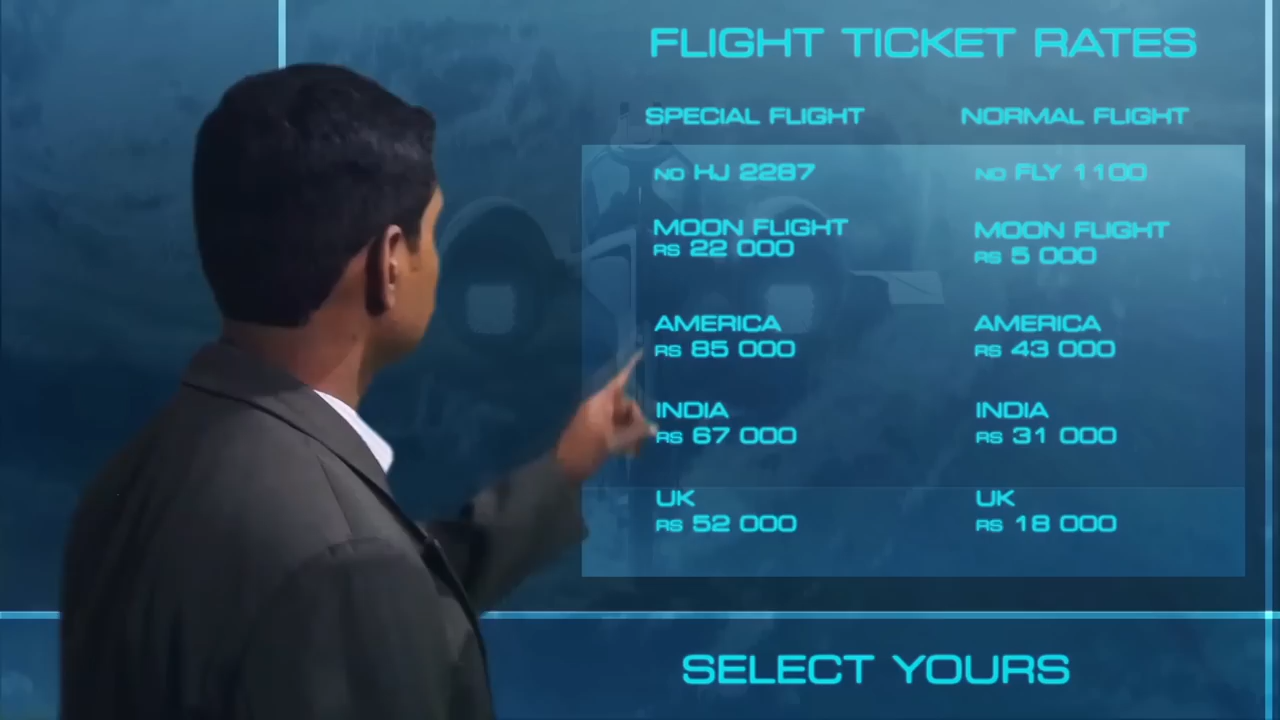 FLIGHT TICKET RATES
SPECIAL FLIGHT
NO HJ 2287
MOON FLIGHT
RS 22 000
AMERICA
RS 85 000
INDIA
RS 67 000
UK
RS 52 000
NORMAL FLIGHT
NO FLY 1100
MOON FLIGHT
RS 5 000
AMERICA
RS 43 000
INDIA
RS 31 000
UK
RS 18 000
SELECT YOURS